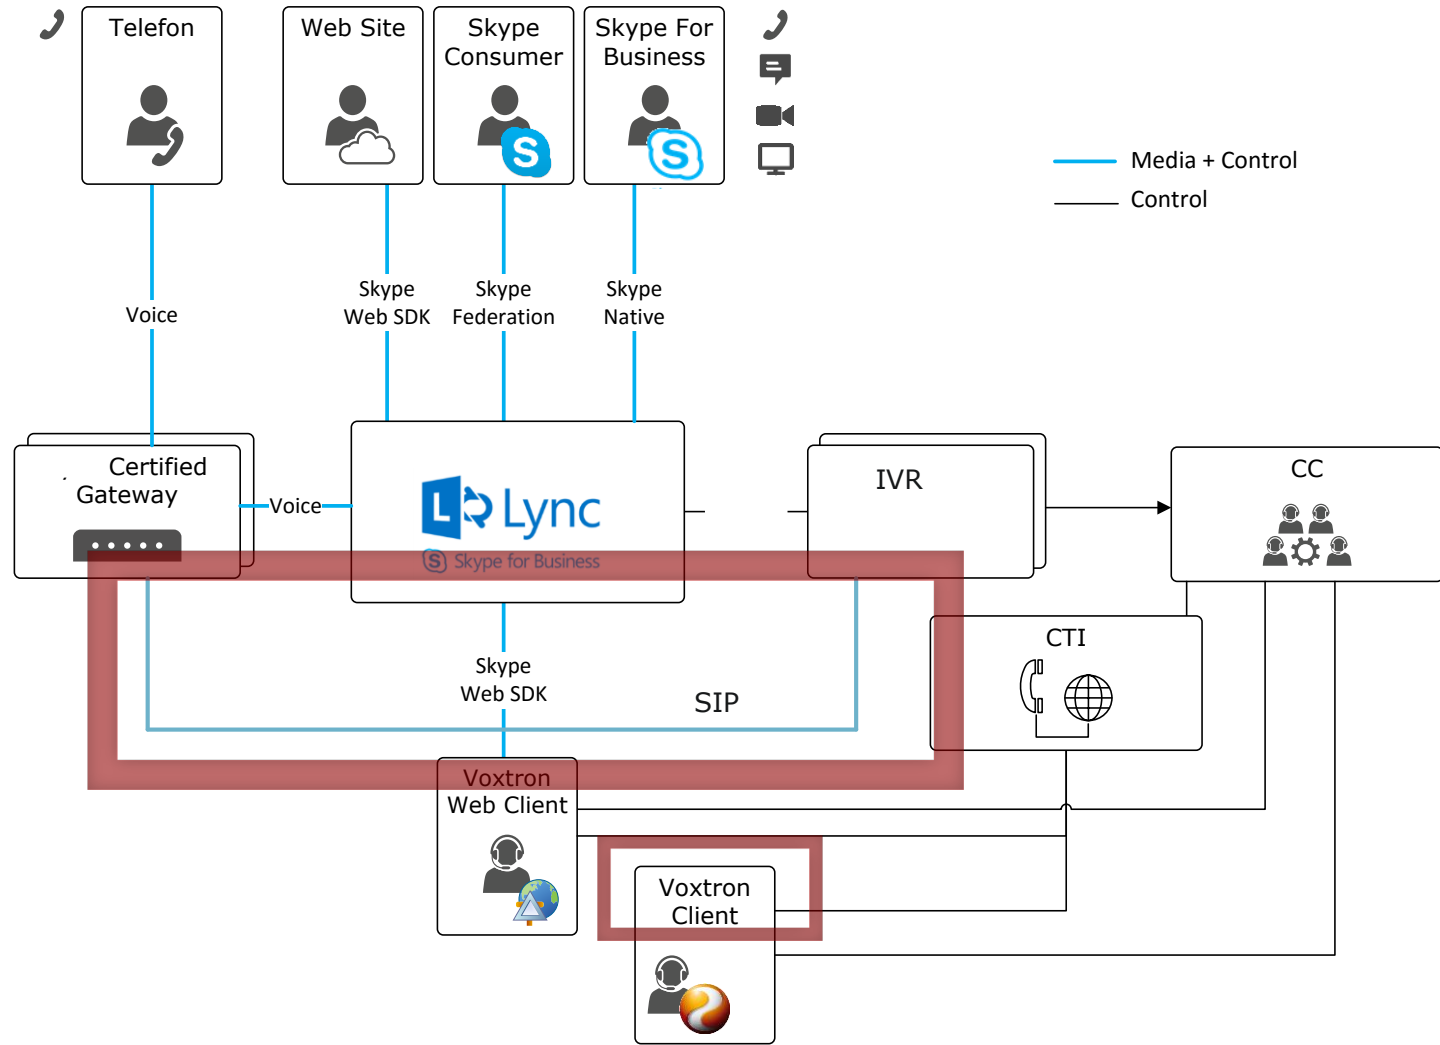 Telefon
Web Site
Skype
Consumer
Skype For
Business
Media + Control
Control
Voice
Skype
Web SDK
Skype
Federation
Skype
Native
Certified
Gateway
Voice
L Lync
Skype for Business
IVR
CC
CTI
Skype
Web SDK
SIP
Voxtron
Web Client
Voxtron
Client